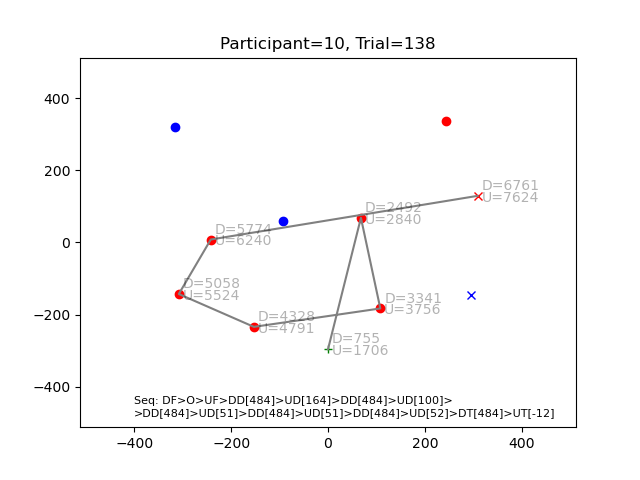 Participant=10, Trial=138
400
200
0
−200
−400
−400
−200
0
200
400
D=6761
U=7624
D=2492
U=2840
D=5774
U=6240
D=5058
U=5524
D=3341
U=3756
D=4328
U=4791
D=755
U=1706
Seq: DF>O>UF>DD[484]>UD[164]>DD[484]>UD[100]>
>DD[484]>UD[51]>DD[484]>UD[51]>DD[484]>UD[52]>DT[484]>UT[-12]